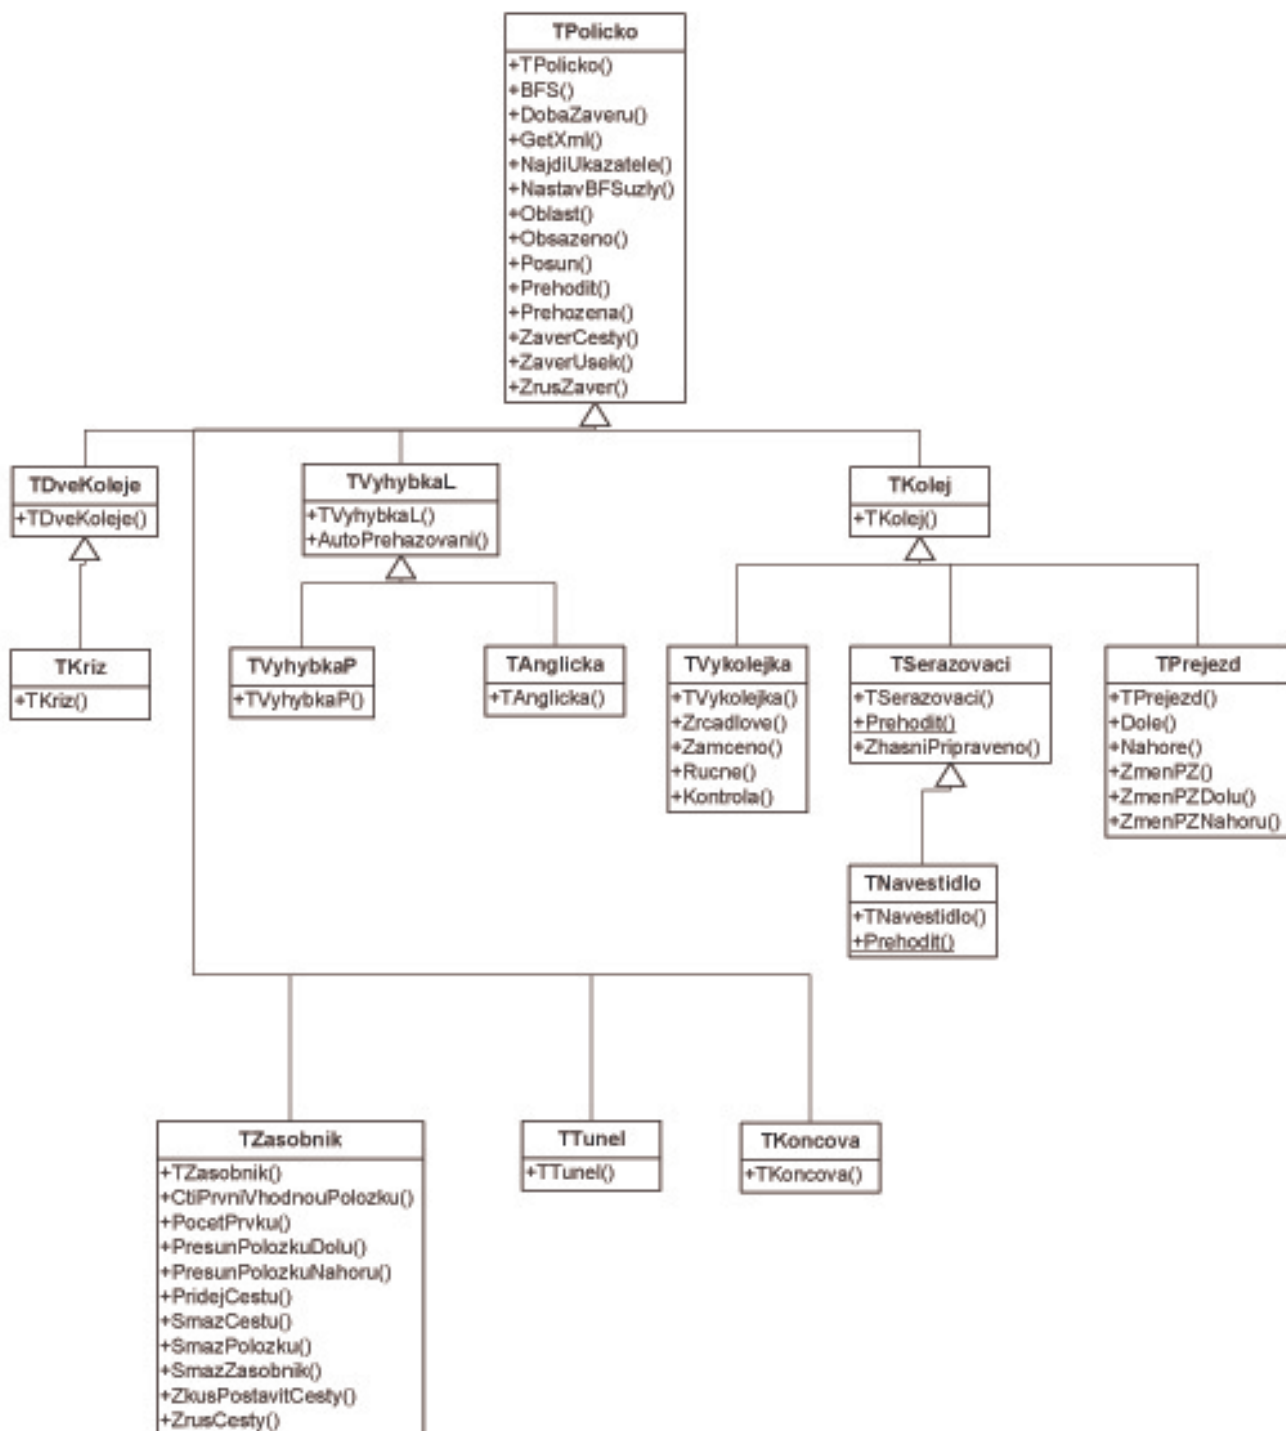 TPolicko
+TPolicko()
+BFS()
+DobaZaveru()
+GetXml()
+NajdiUkazatele()
+NastavBFSuzly()
+Oblast()
+Obsazeno()
+Posun()
+Prehodit()
+Prehozena()
+ZaverCesty()
+ZaverUsek()
+ZrusZaver()
TDveKoleje
+TDveKoleje()
TVyhybkaL
+TVyhybkaL()
+AutoPrehazovani()
TKolej
+TKolej()
TKriz
+TKriz()
TVyhybkaP
+TVyhybkaP()
TAnglicka
+TAnglicka()
TVykolejka
+TVykolejka()
+Zrcadlove()
+Zamceno()
+Rucne()
+Kontrola()
TSerazovaci
+TSerazovaci()
+Prehodit()
+ZhasniPripraveno()
TPrejezd
+TPrejezd()
+Dole()
+Nahore()
+ZmenPZ()
+ZmenPZDolu()
+ZmenPZNahoru()
TNavestidlo
+TNavestidlo()
+Prehodit()
TZasobnik
+TZasobnik()
+CtiPrvniVhodnouPolozku()
+PocetPrvku()
+PresunPolozkuDolu()
+PresunPolozkuNahoru()
+PridejCestu()
+SmazCestu()
+SmazPolozku()
+SmazZasobnik()
+ZkusPostavitCesty()
+ZrusCesty()
TTunel
+TTunel()
TKoncova
+TKoncova()